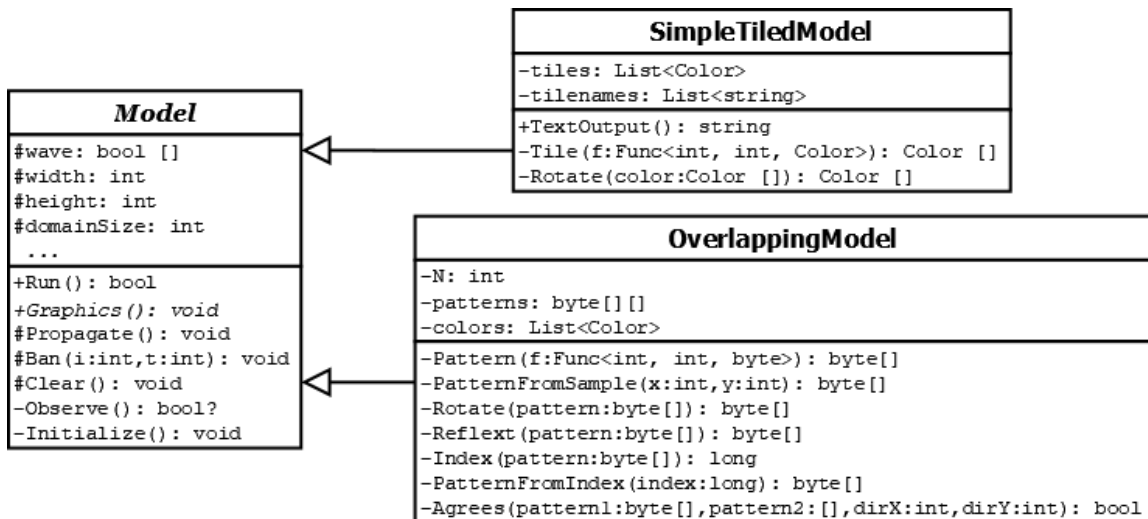 Model
#wave: bool []
#width: int
#height: int
#domainSize: int
...
+Run(): bool
+Graphics(): void
#Propagate(): void
#Ban(i:int,t:int): void
#Clear(): void
-Observe(): bool?
-Initialize(): void
SimpleTiledModel
-tiles: List<Color>
-tilenames: List<string>
+TextOutput(): string
-Tile(f:Func<int, int, Color>): Color []
-Rotate(color:Color []): Color []
OverlappingModel
-N: int
-patterns: byte[][]
-colors: List<Color>
-Pattern(f:Func<int, int, byte>): byte[]
-PatternFromSample(x:int,y:int): byte[]
-Rotate(pattern:byte[]): byte[]
-Reflext(pattern:byte[]): byte[]
-Index(pattern:byte[]): long
-PatternFromIndex(index:long): byte[]
-Agrees(pattern1:byte[],pattern2:[],dirX:int,dirY:int): bool